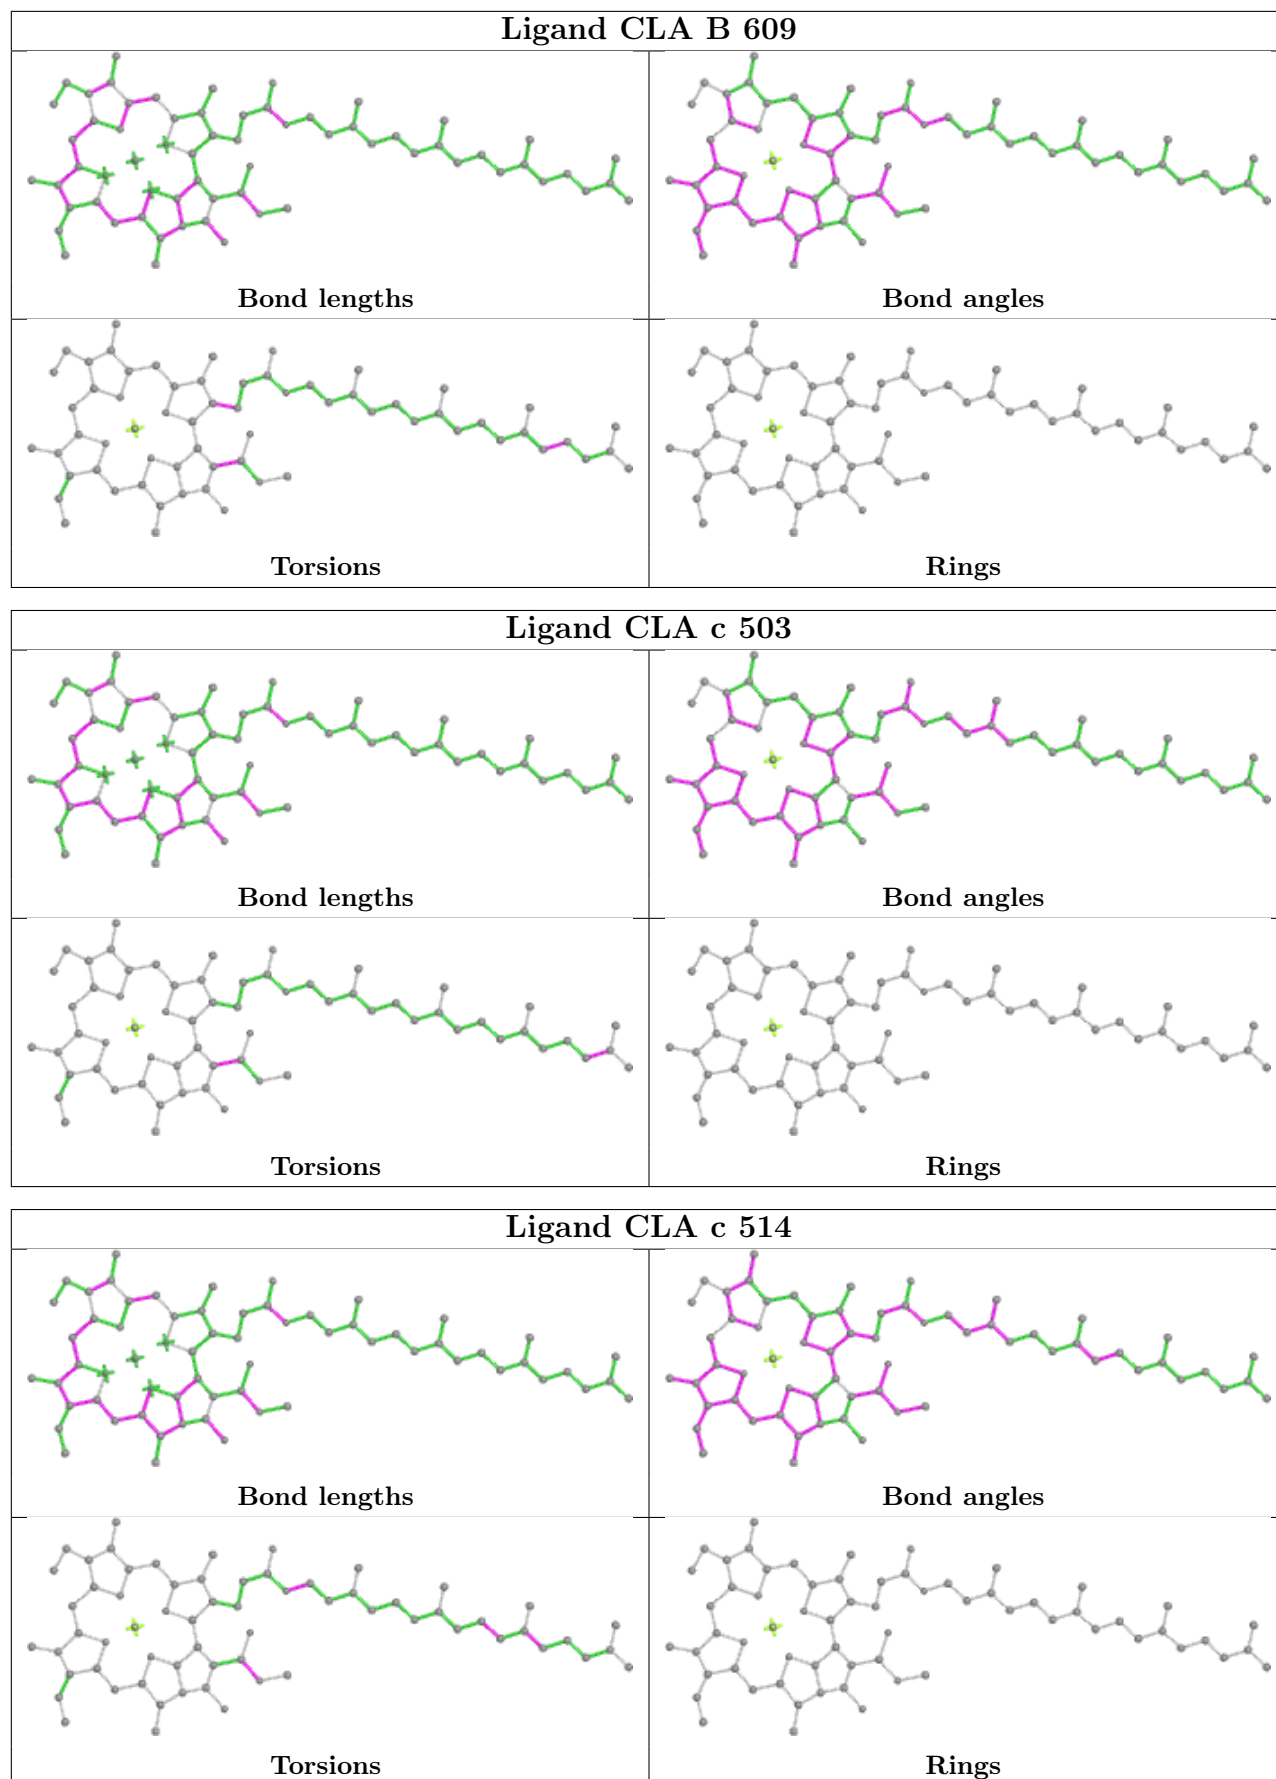 Ligand CLA B 609
Bond lengths
Bond angles
Torsions
Rings
Ligand CLA c 503
Bond lengths
Bond angles
Torsions
Rings
Ligand CLA c 514
Bond lengths
Bond angles
Torsions
Rings